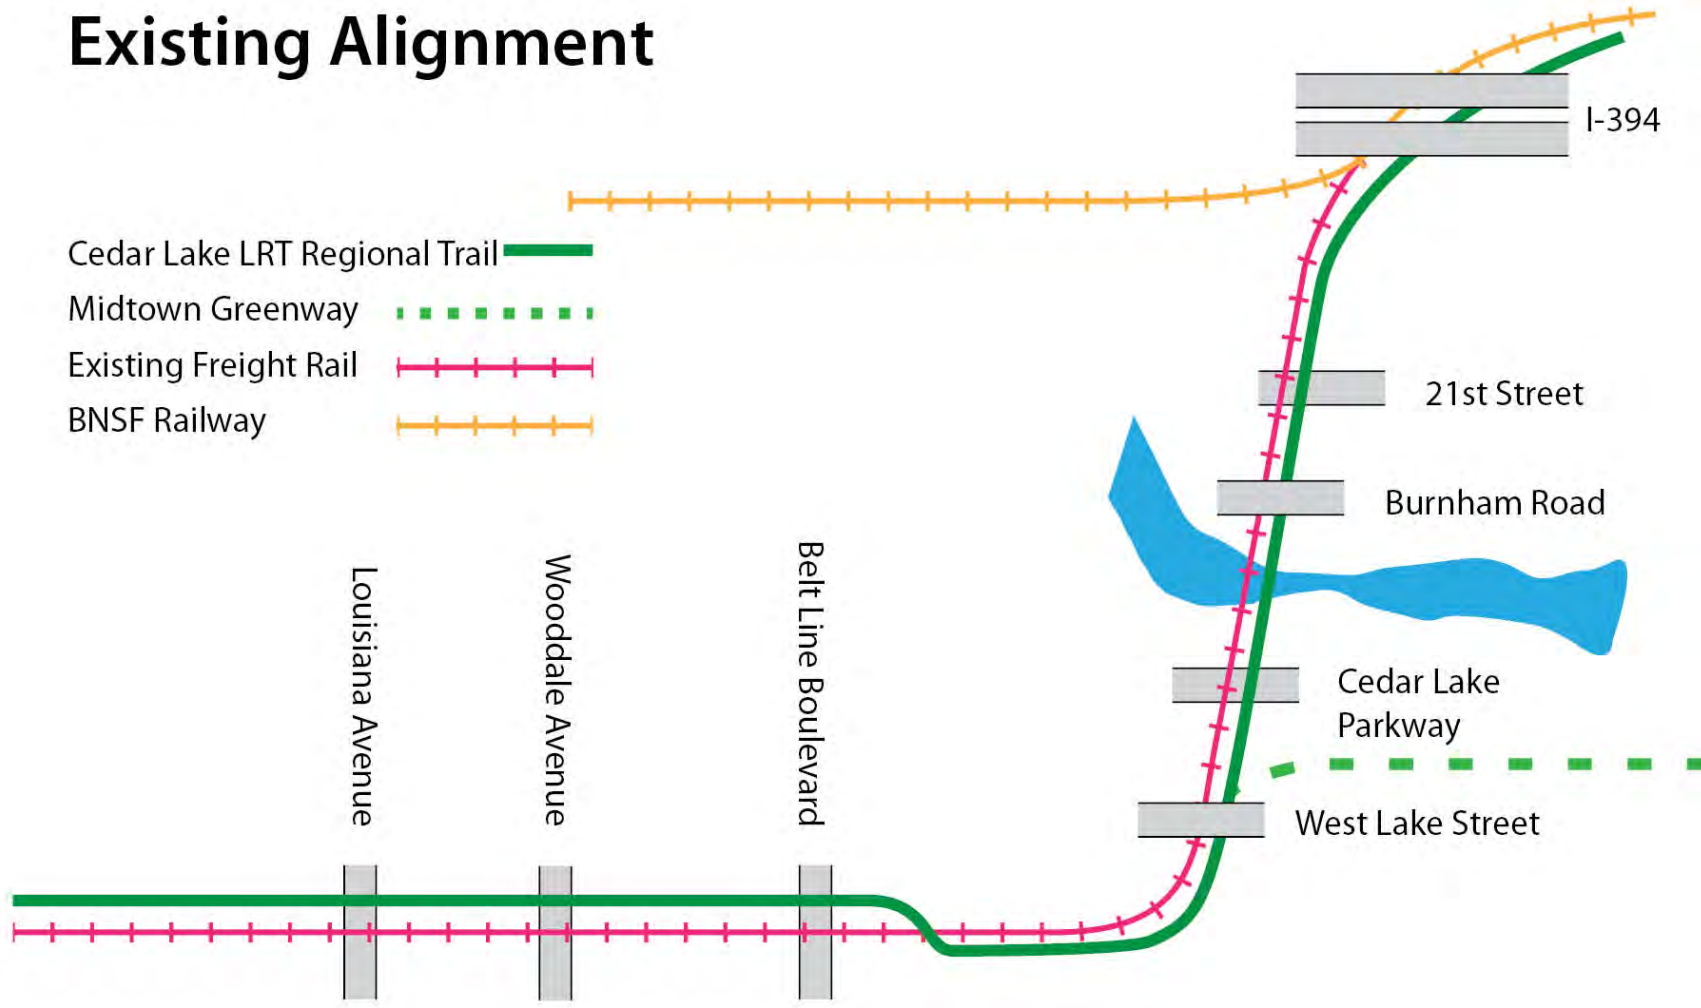 Existing Alignment
I-394
Cedar Lake LRT Regional Trail
Midtown Greenway
Existing Freight Rail
BNSF Railway
21st Street
Burnham Road
Louisiana Avenue
Wooddale Avenue
Belt Line Boulevard
Cedar Lake
Parkway
West Lake Street